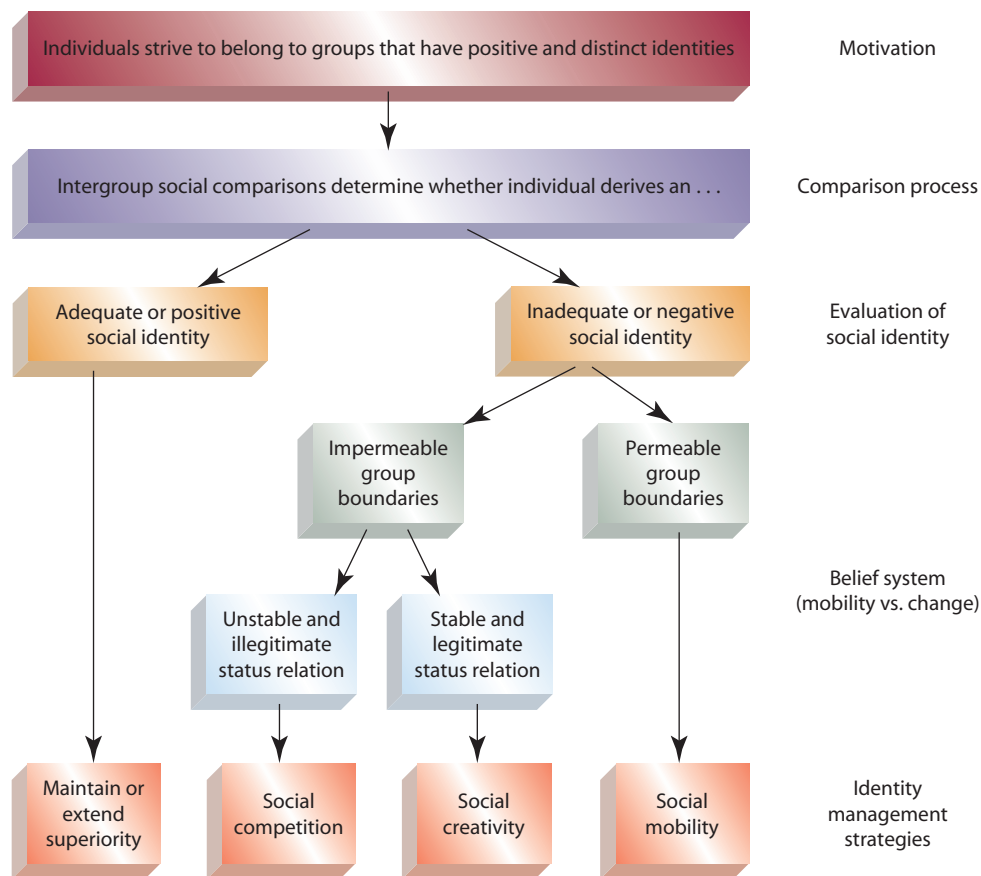 Individuals strive to belong to groups that have positive and distinct identities
Motivation
Intergroup social comparisons determine whether individual derives an . . .
Comparison process
Adequate or positive
social identity
Inadequate or negative
social identity
Evaluation of
social identity
Impermeable
group
boundaries
Permeable
group
boundaries
Unstable and
illegitimate
status relation
Stable and
legitimate
status relation
Belief system
(mobility vs. change)
Maintain or
extend
superiority
Social
competition
Social
creativity
Social
mobility
Identity
management
strategies